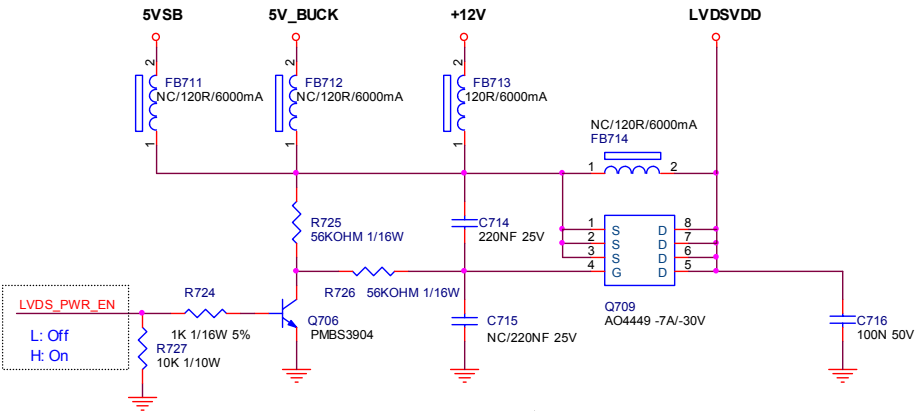 5VSB 5V_BUCK +12V LVDSVDD
2 2 2
FB711 FB712 FB713
NC/120R/6000mA NC/120R/6000mA 120R/6000mA
NC/120R/6000mA
FB714
1 1 1 1 2
R725 C714 1 S D 8
56KOHM 1/16W 220NF 25V 2 S D 7
3 S D 6
4 G D 5
R724 R726 56KOHM 1/16W Q709
LVDS_PWR_EN AO4449 -7A/-30V
L: Off 1K 1/16W 5% Q706 C715 C716
H: On R727 PMBS3904 NC/220NF 25V 100N 50V
10K 1/10W